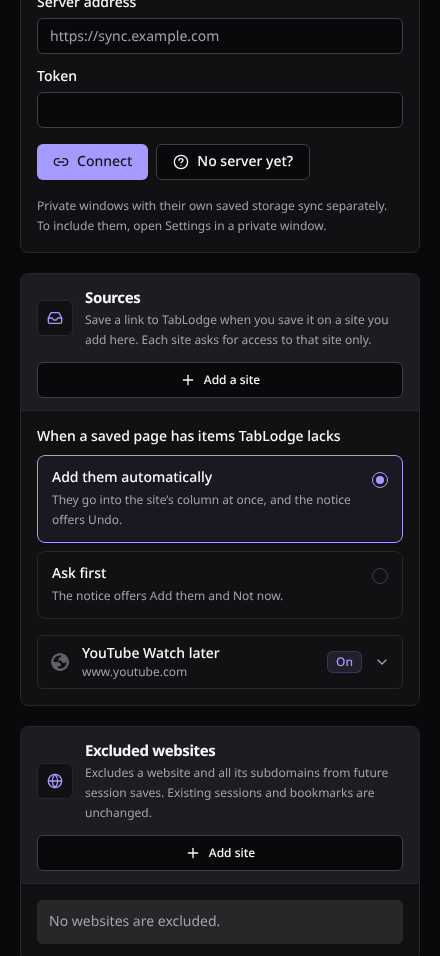 Server address
https://sync.example.com
Token
Connect
No server yet?
Private windows with their own saved storage sync separately.
To include them, open Settings in a private window.
Sources
Save a link to TabLodge when you save it on a site you
add here. Each site asks for access to that site only.
Add a site
When a saved page has items TabLodge lacks
Add them automatically
They go into the site’s column at once, and the notice
offers Undo.
Ask first
The notice offers Add them and Not now.
YouTube Watch later
www.youtube.com
On
Excluded websites
Excludes a website and all its subdomains from future
session saves. Existing sessions and bookmarks are
unchanged.
Add site
No websites are excluded.